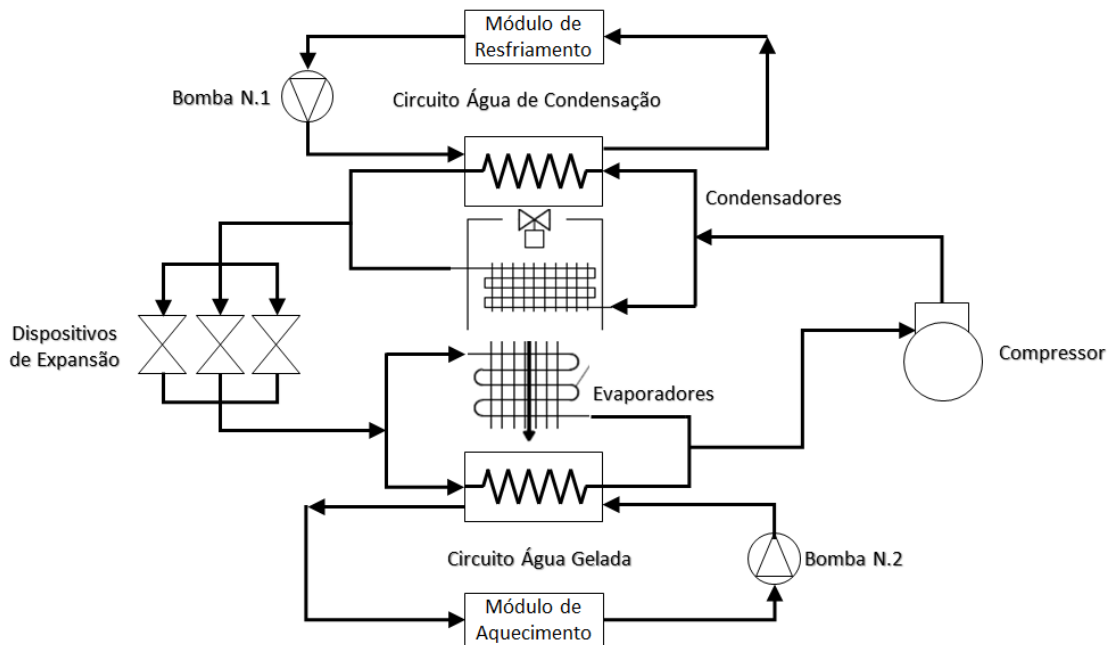 Módulo de
Resfriamento
Bomba N.1
Circuito Água de Condensação
Condensadores
Dispositivos
de Expansão
Compressor
Evaporadores
Circuito Água Gelada
Bomba N.2
Módulo de
Aquecimento